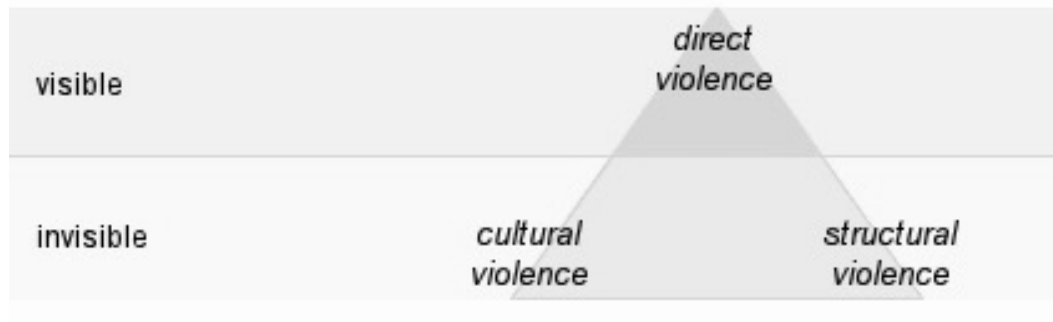 direct
violence
visible
invisible
cultural
violence
structural
violence